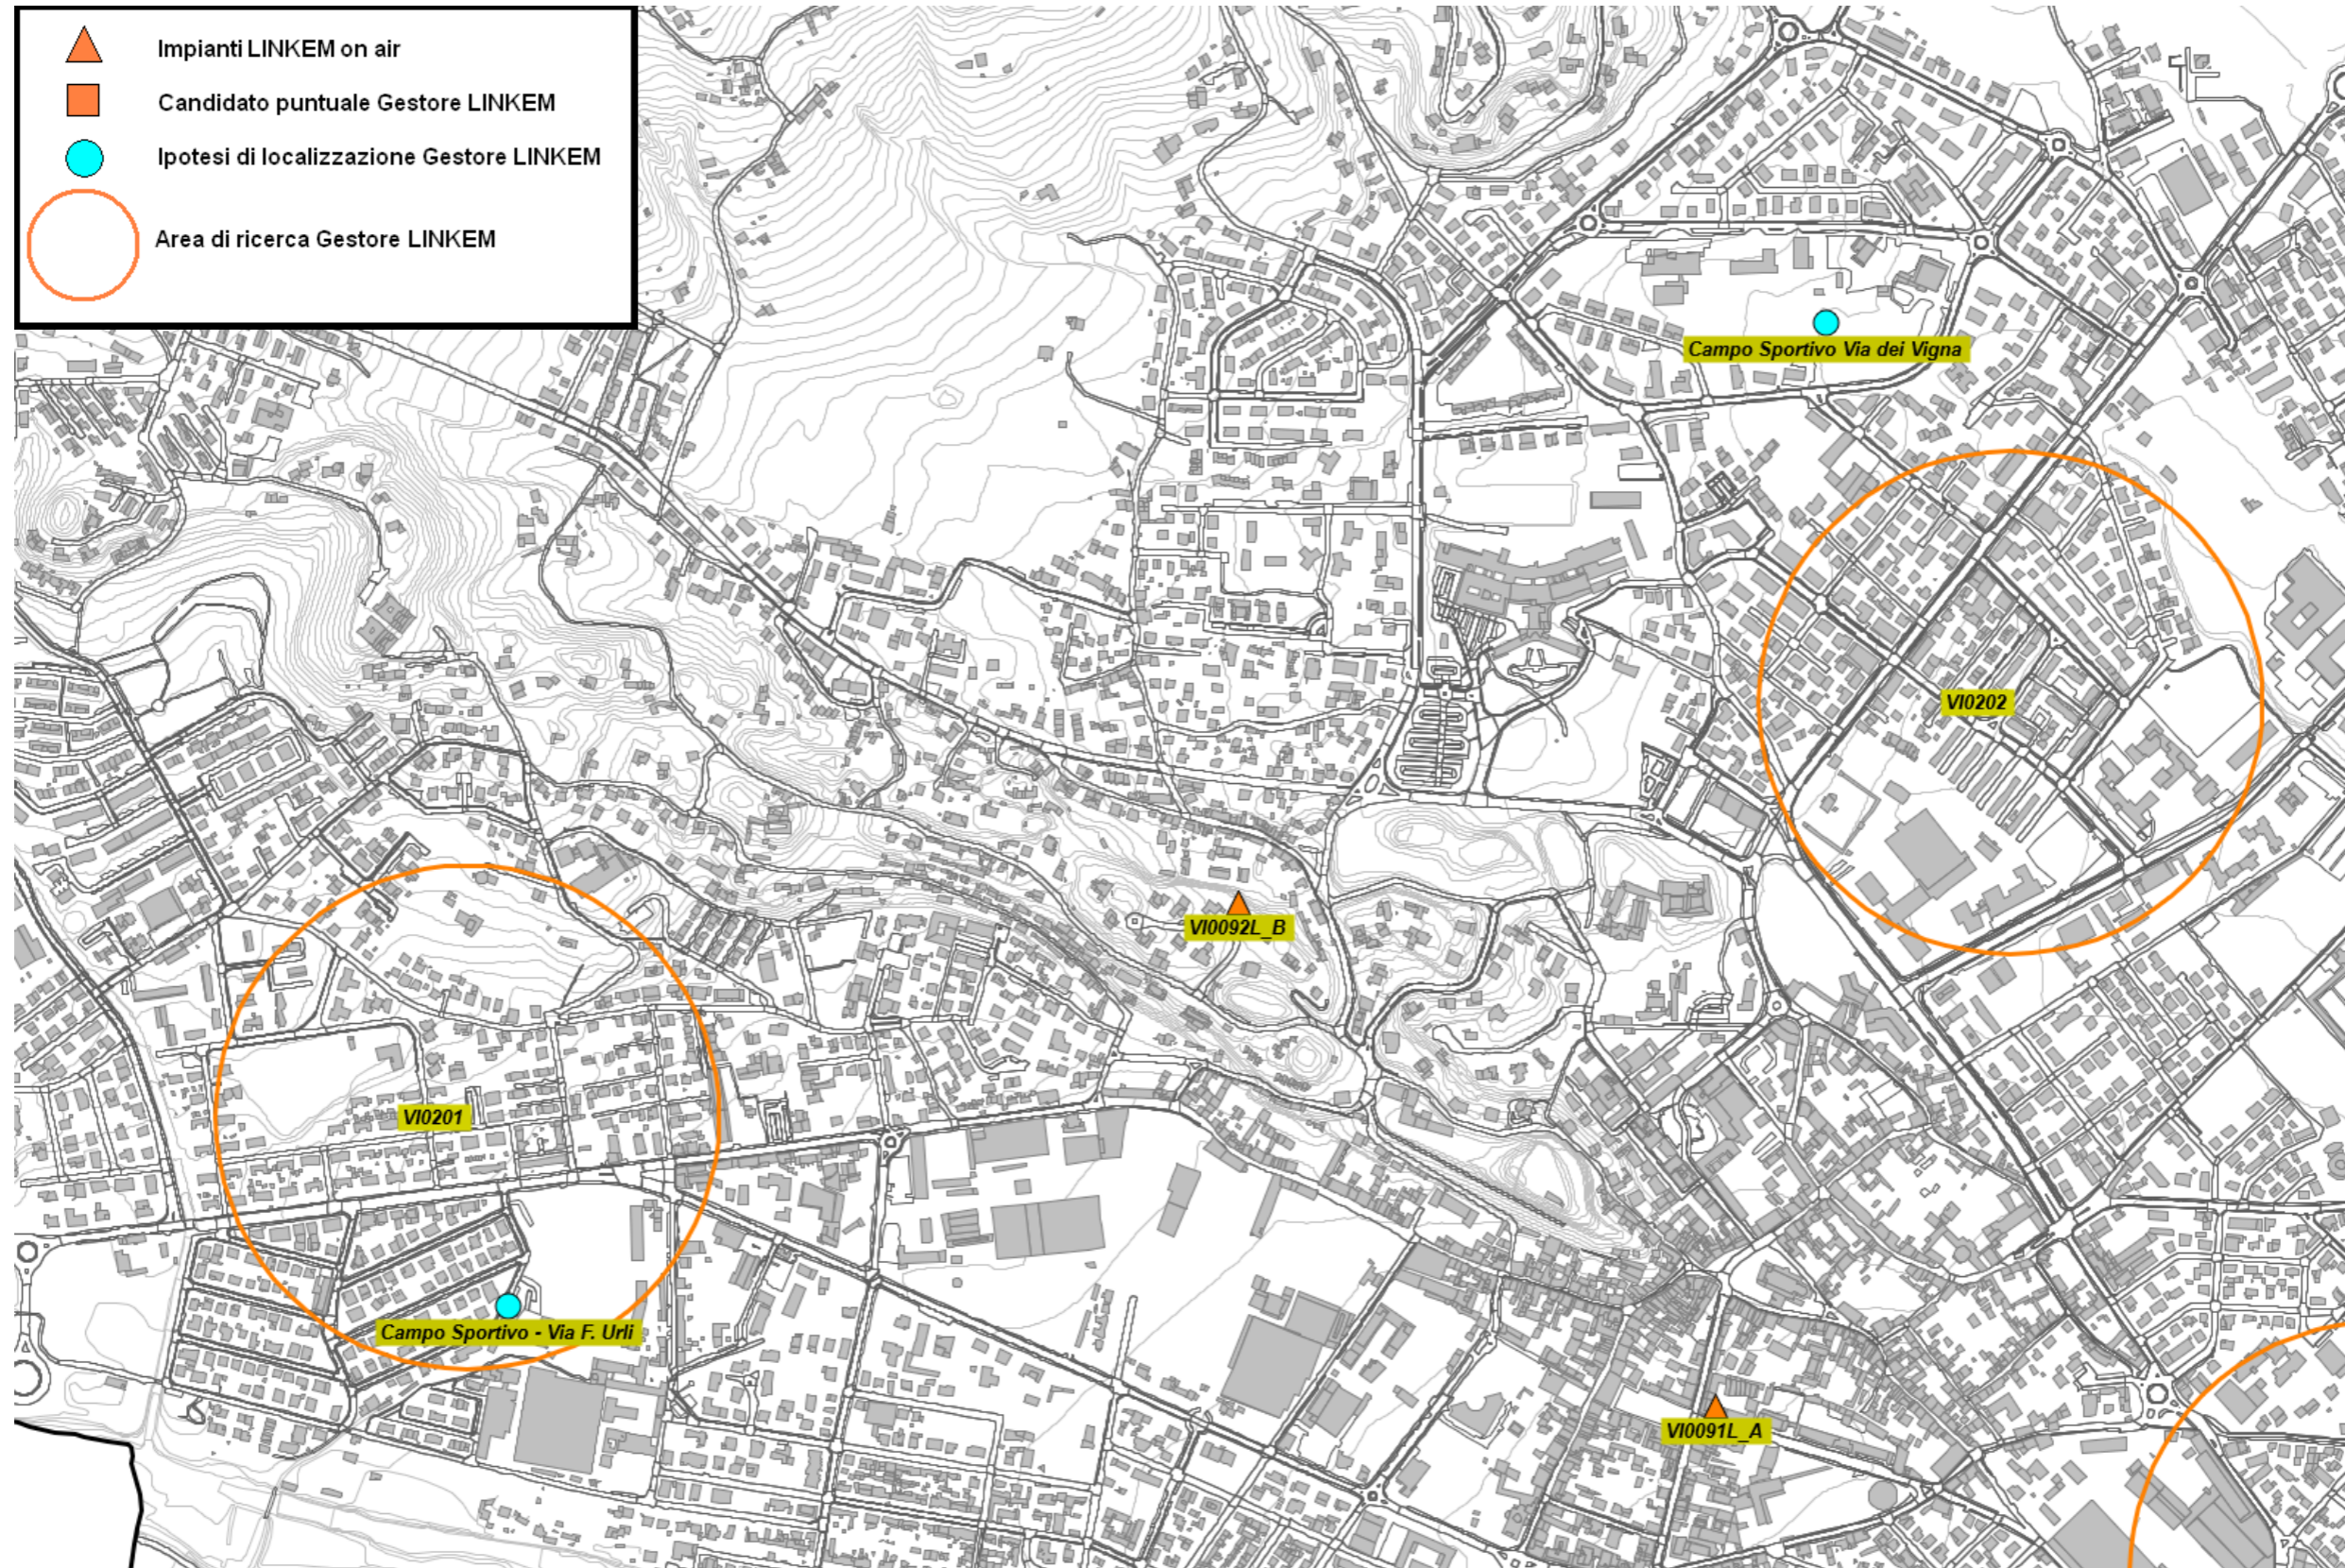 Impianti LINKEM on air
Candidato puntuale Gestore LINKEM
Ipotesi di localizzazione Gestore LINKEM
Area di ricerca Gestore LINKEM
Campo Sportivo Via dei Vigna
VI0202
VI0092L_B
VI0201
Campo Sportivo - Via F. Urli
VI0091L_A